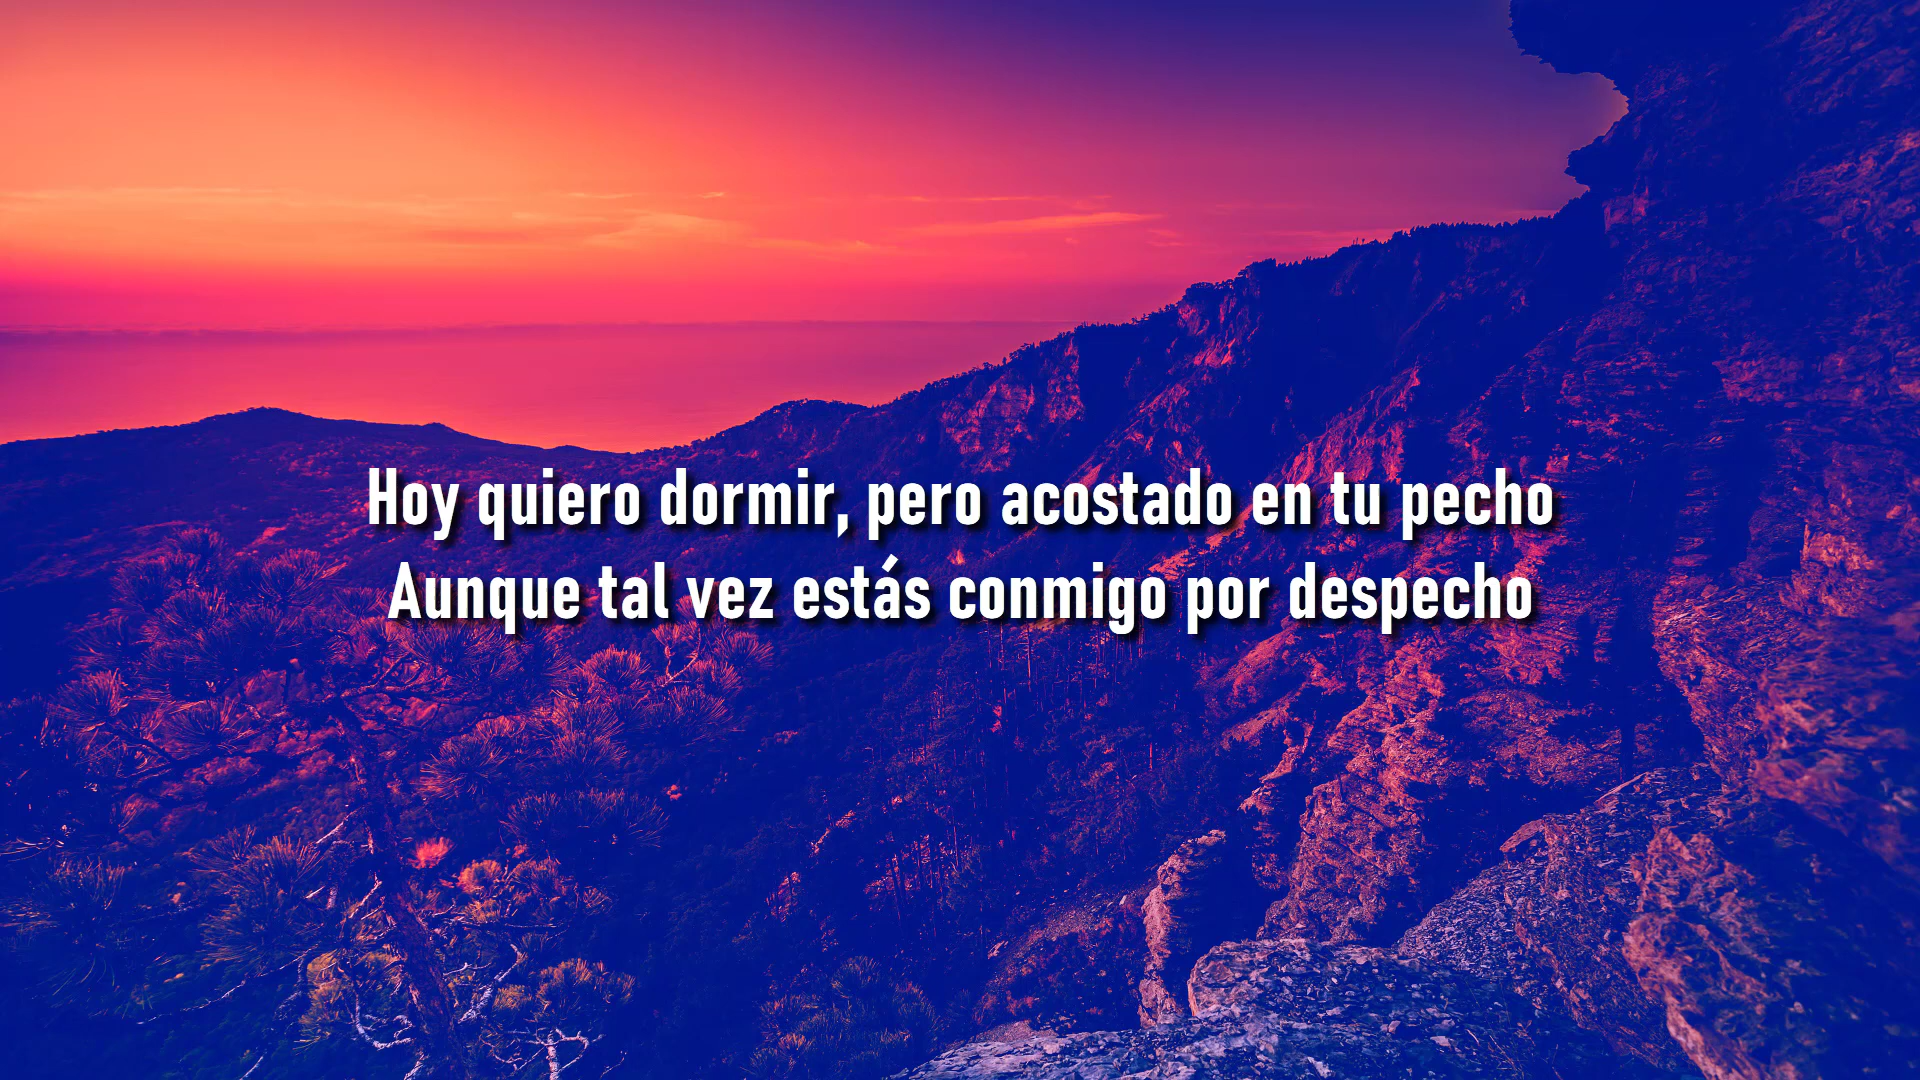 Hoy quiero dormir, pero acostado en tu pecho
Aunque tal vez estás conmigo por despecho